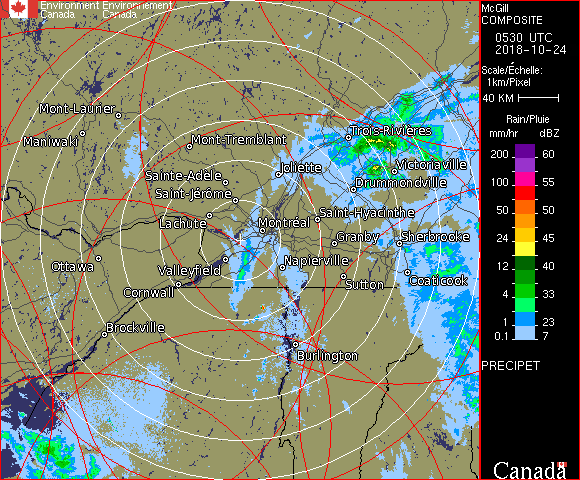 Environment Environnement
Canada Canada
McGill
COMPOSITE
0530 UTC
2018-10-24
Scale/Échelle:
1km/Pixel
40 KM
Rain/Pluie
mm/hr dBZ
200 60
100 55
50 50
24 45
12 40
4 33
1 23
0.1 7
PRECIPET
Canada
Mont-Laurier
Maniwaki
Mont-Tremblant
Trois-Rivières
Sainte-Adèle
Joliette
Victoriaville
Saint-Jérôme
Drummondville
Lachute
Montréal
Saint-Hyacinthe
Granby
Sherbrooke
Ottawa
Valleyfield
Napierville
Cornwall
Sutton
Coaticook
Brockville
Burlington